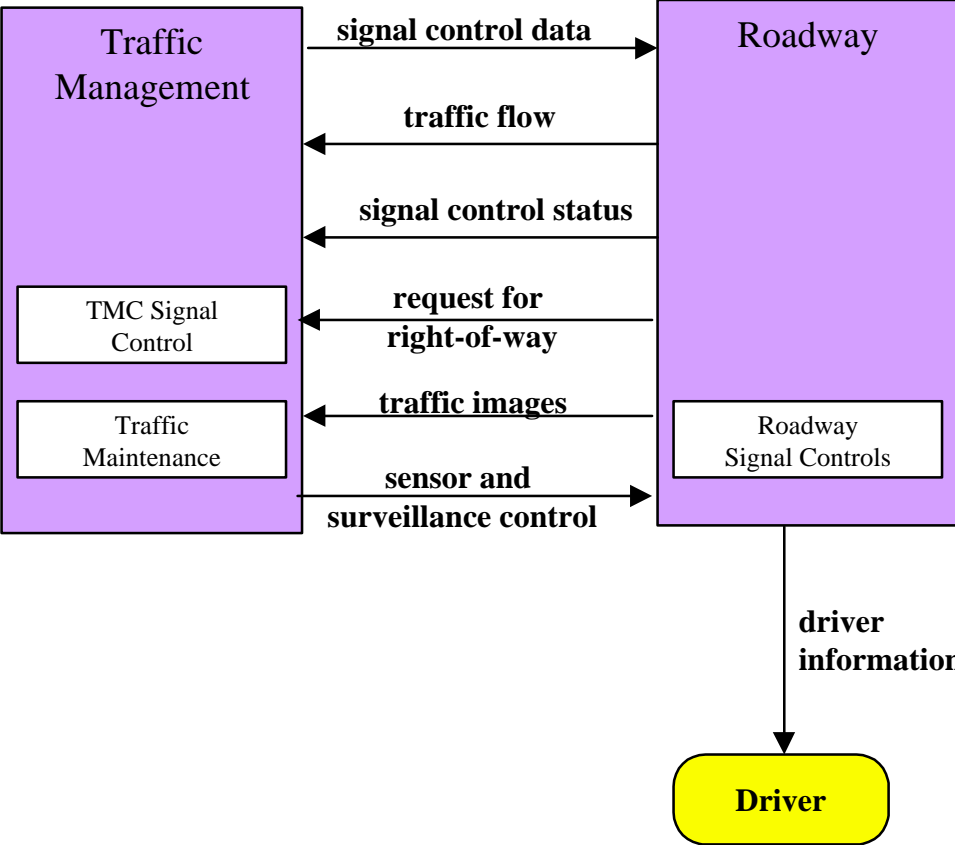 Traffic
Management
signal control data
Roadway
traffic flow
signal control status
TMC Signal
Control
request for
right-of-way
traffic images
Traffic
Maintenance
Roadway
Signal Controls
sensor and
surveillance control
driver
information
Driver